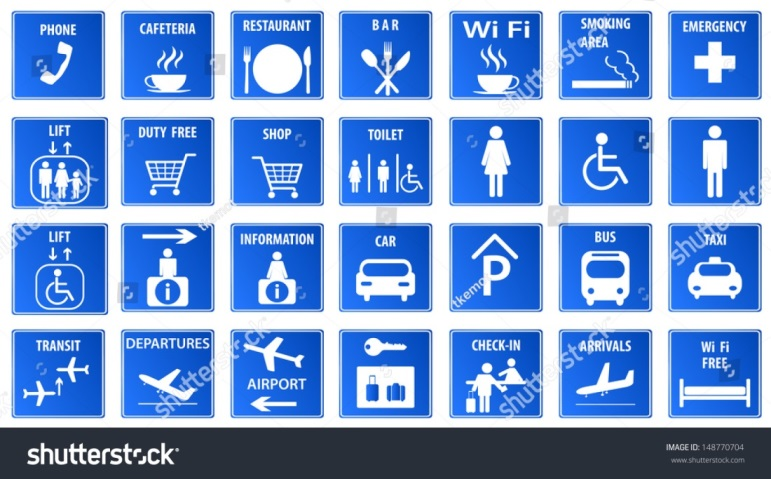 PHONE
CAFETERIA
RESTAURANT
BAR
Wi Fi
SMOKING
AREA
EMERGENCY
LIFT
DUTY FREE
SHOP
TOILET
LIFT
i
INFORMATION
i
CAR
P
BUS
TAXI
TRANSIT
DEPARTURES
AIRPORT
CHECK-IN
ARRIVALS
Wi Fi
FREE
shutterstock
IMAGE ID: 148770704
www.shutterstock.com